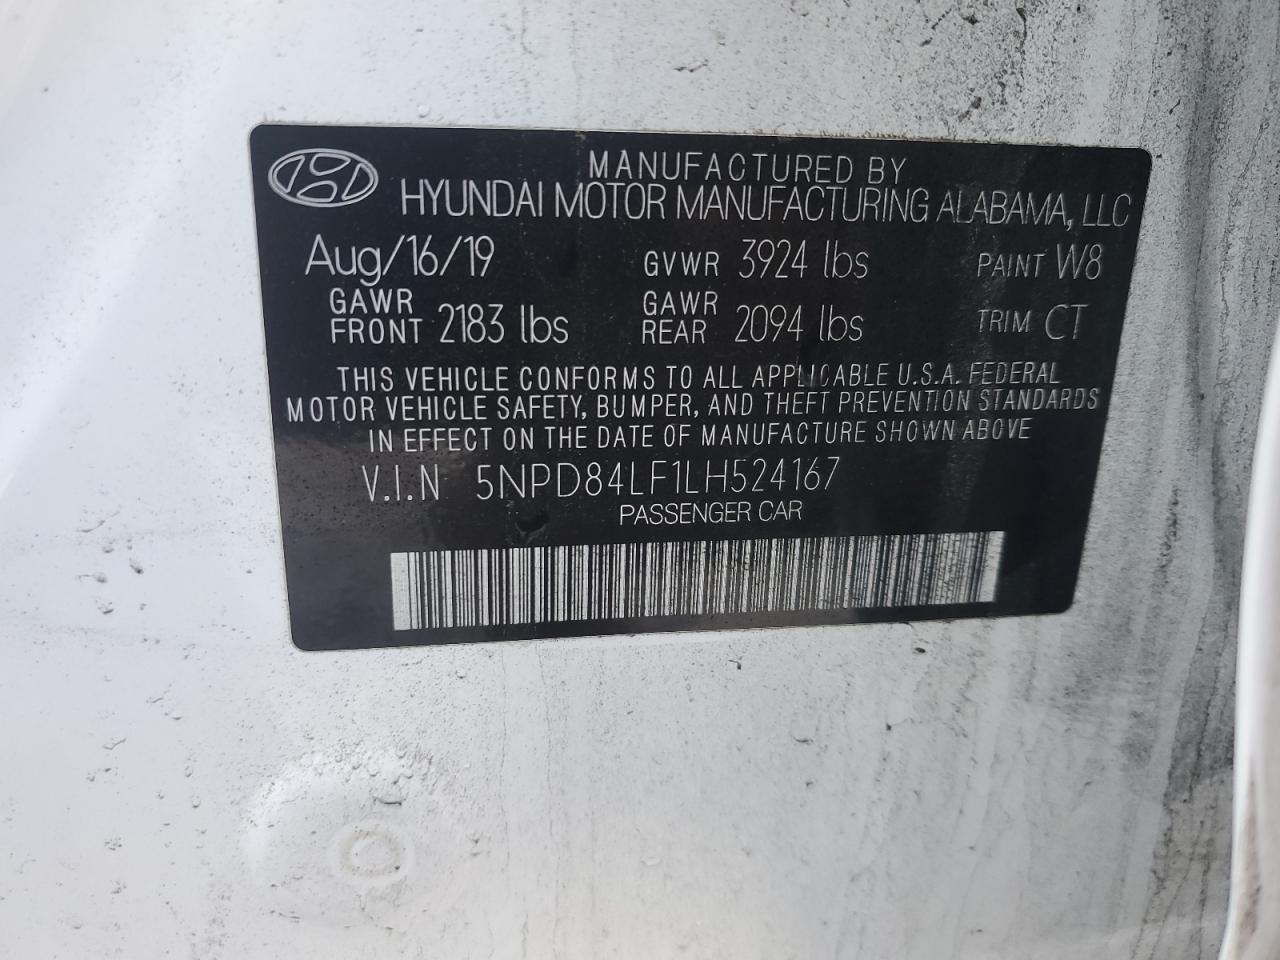 MANUFACTURED BY
HYUNDAI MOTOR MANUFACTURING ALABAMA, LLC
Aug/16/19 GVWR 3924 lbs PAINT W8
GAWR FRONT 2183 lbs GAWR REAR 2094 lbs TRIM CT
THIS VEHICLE CONFORMS TO ALL APPLICABLE U.S.A. FEDERAL
MOTOR VEHICLE SAFETY, BUMPER, AND THEFT PREVENTION STANDARDS
IN EFFECT ON THE DATE OF MANUFACTURE SHOWN ABOVE
V.I.N 5NPD84LF1LH524167
PASSENGER CAR